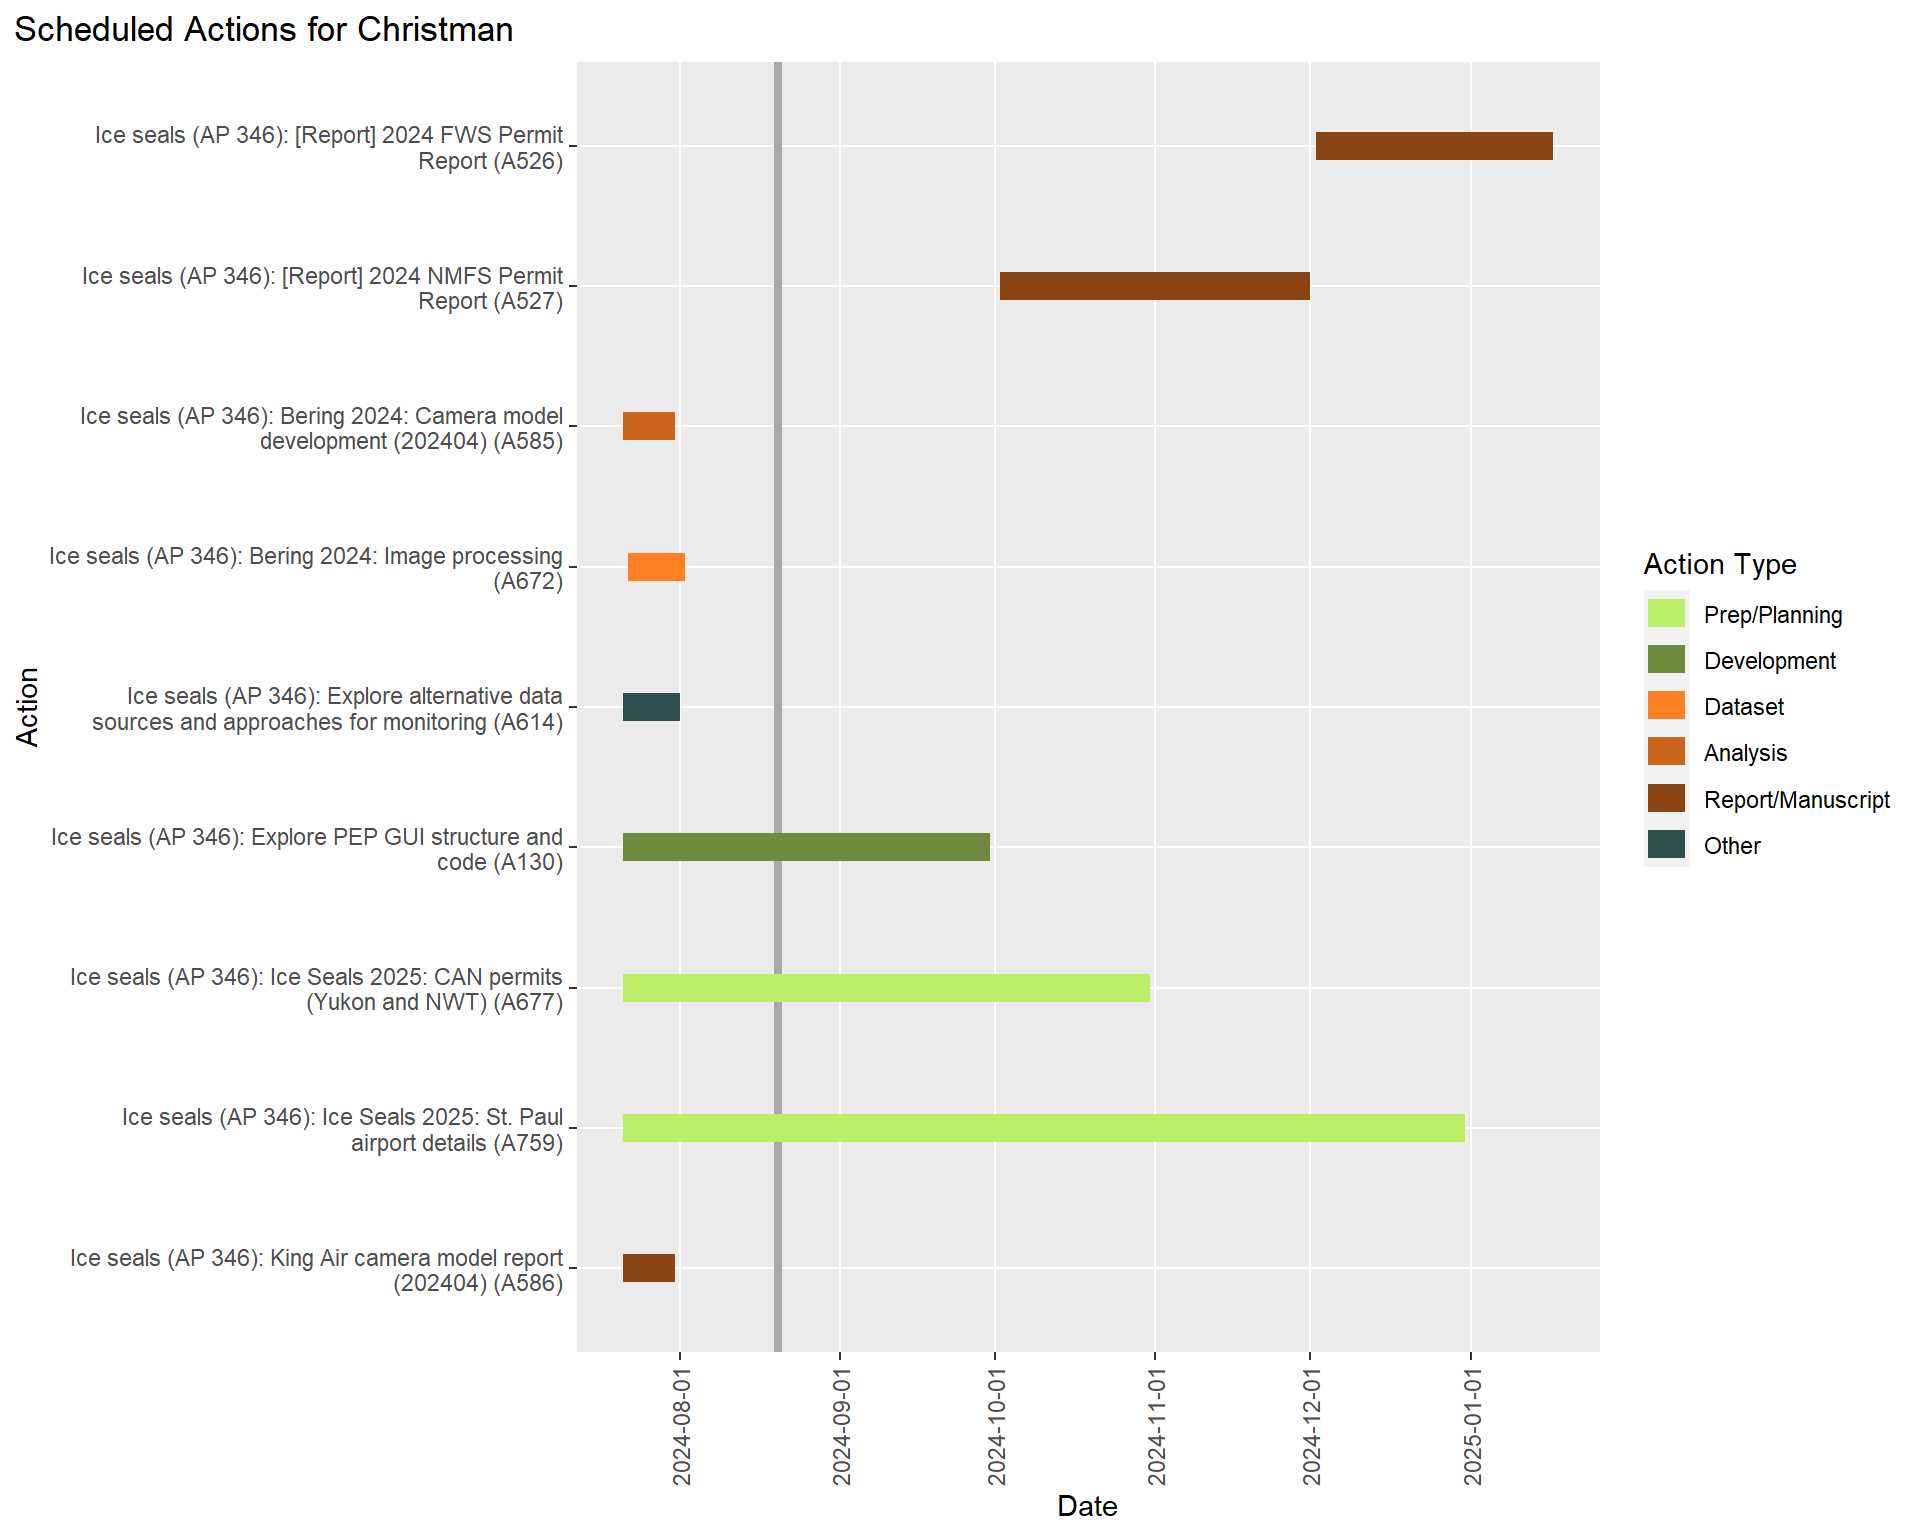 Scheduled Actions for Christman
Ice seals (AP 346): [Report] 2024 FWS Permit
Report (A526)
Ice seals (AP 346): [Report] 2024 NMFS Permit
Report (A527)
Ice seals (AP 346): Bering 2024: Camera model
development (202404) (A585)
Ice seals (AP 346): Bering 2024: Image processing
(A672)
Ice seals (AP 346): Explore alternative data
sources and approaches for monitoring (A614)
Ice seals (AP 346): Explore PEP GUI structure and
code (A130)
Ice seals (AP 346): Ice Seals 2025: CAN permits
(Yukon and NWT) (A677)
Ice seals (AP 346): Ice Seals 2025: St. Paul
airport details (A759)
Ice seals (AP 346): King Air camera model report
(202404) (A586)
Action
2024-08-01
2024-09-01
2024-10-01
2024-11-01
2024-12-01
2025-01-01
Date
Action Type
Prep/Planning
Development
Dataset
Analysis
Report/Manuscript
Other